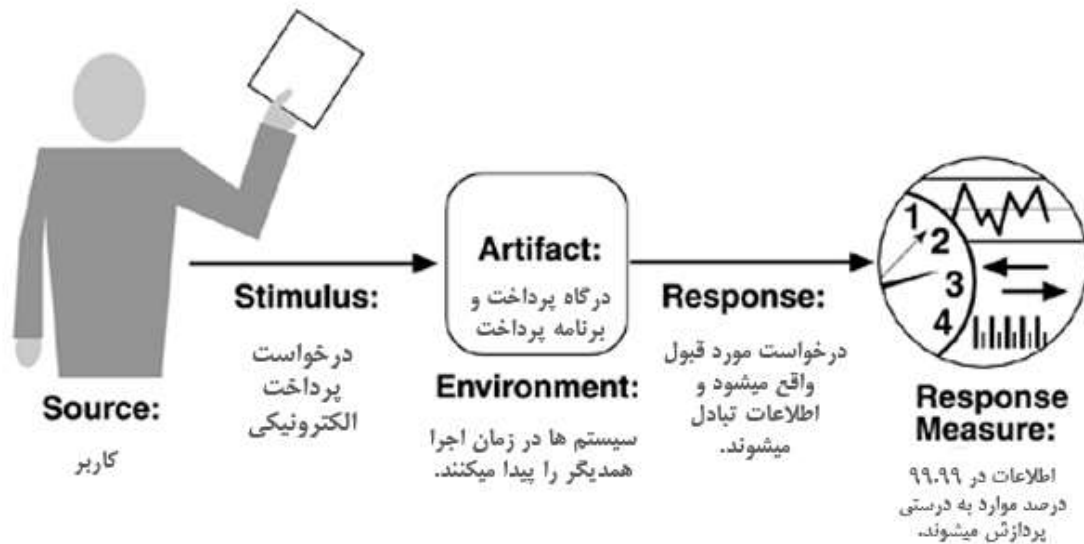 Source:
کاربر
Stimulus:
درخواست
پرداخت
الکترونیکی
Artifact:
درگاه پرداخت و
برنامه پرداخت
Environment:
سیستم ها در زمان اجرا
همدیگر را پیدا میکنند.
Response:
درخواست مورد قبول
واقع میشود و
اطلاعات تبادل
میشوند.
1
2
3
4
Response
Measure:
اطلاعات در ۹۹.۹۹
درصد موارد به درستی
پردازش میشوند.